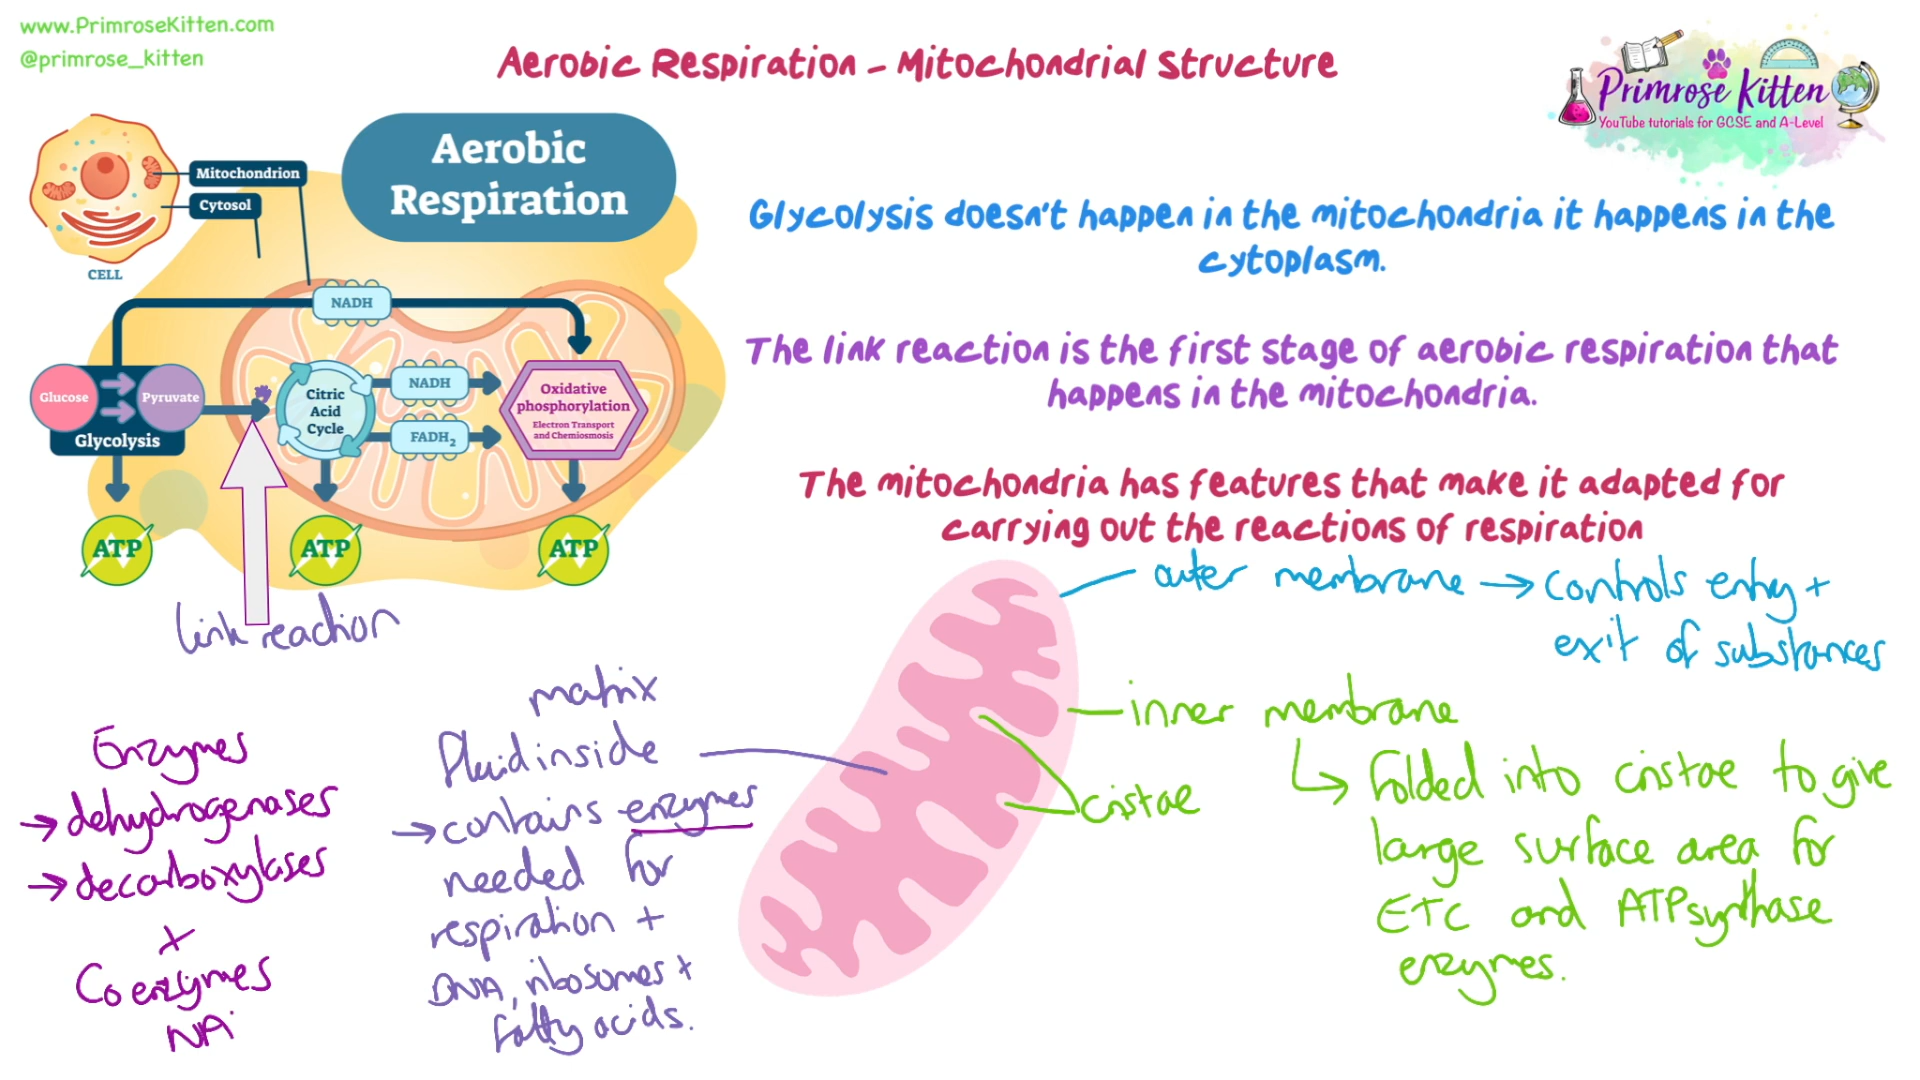 www.PrimroseKitten.com
@primrose_kitten
Aerobic Respiration - Mitochondrial Structure
Primrose Kitten
YouTube tutorials for GCSE and A-Level
Mitochondrion
Cytosol
CELL
Aerobic
Respiration
NADH
Glucose
Pyruvate
Glycolysis
Citric
Acid
Cycle
NADH
FADH₂
Oxidative
phosphorylation
Electron Transport
and Chemiosmosis
ATP
ATP
ATP
link reaction
Glycolysis doesn't happen in the mitochondria it happens in the
cytoplasm.
The link reaction is the first stage of aerobic respiration that
happens in the mitochondria.
The mitochondria has features that make it adapted for
carrying out the reactions of respiration
outer membrane → controls entry +
exit of substances
inner membrane
↳ folded into cristae to give
large surface area for
ETC and ATPsynthase
enzymes.
cristae
matrix
fluid inside
→ contains enzymes
needed for
respiration +
DNA, ribosomes +
fatty acids.
Enzymes
→ dehydrogenases
→ decarboxylases
+
Coenzymes
NA